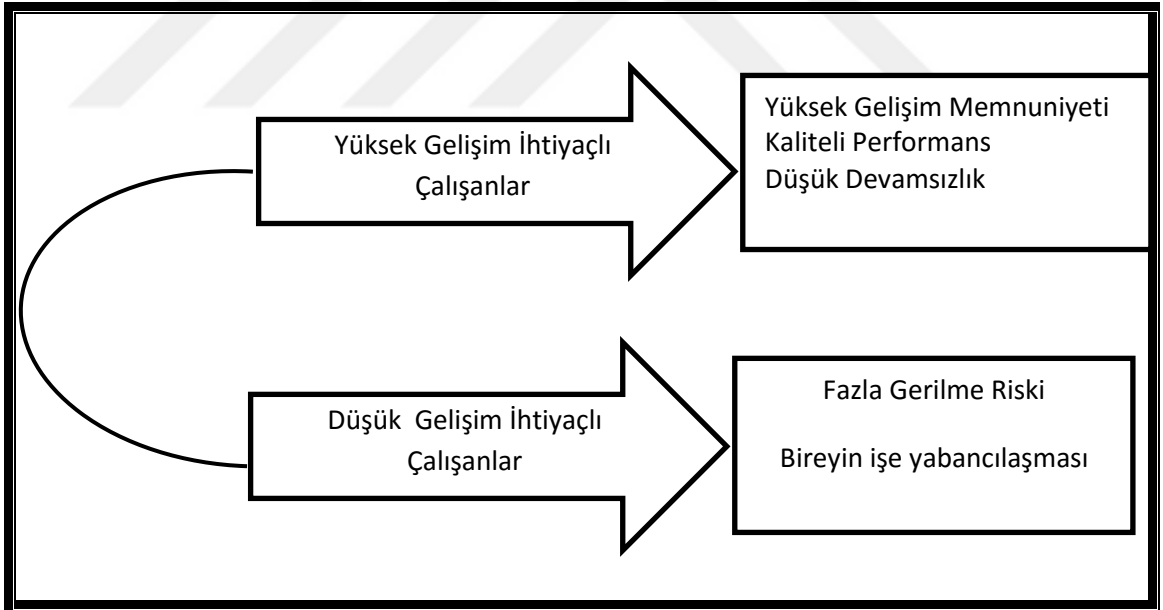 Yüksek Gelişim İhtiyaçlı
Çalışanlar
Yüksek Gelişim Memnuniyeti
Kaliteli Performans
Düşük Devamsızlık
Düşük  Gelişim İhtiyaçlı
Çalışanlar
Fazla Gerilme Riski
Bireyin işe yabancılaşması